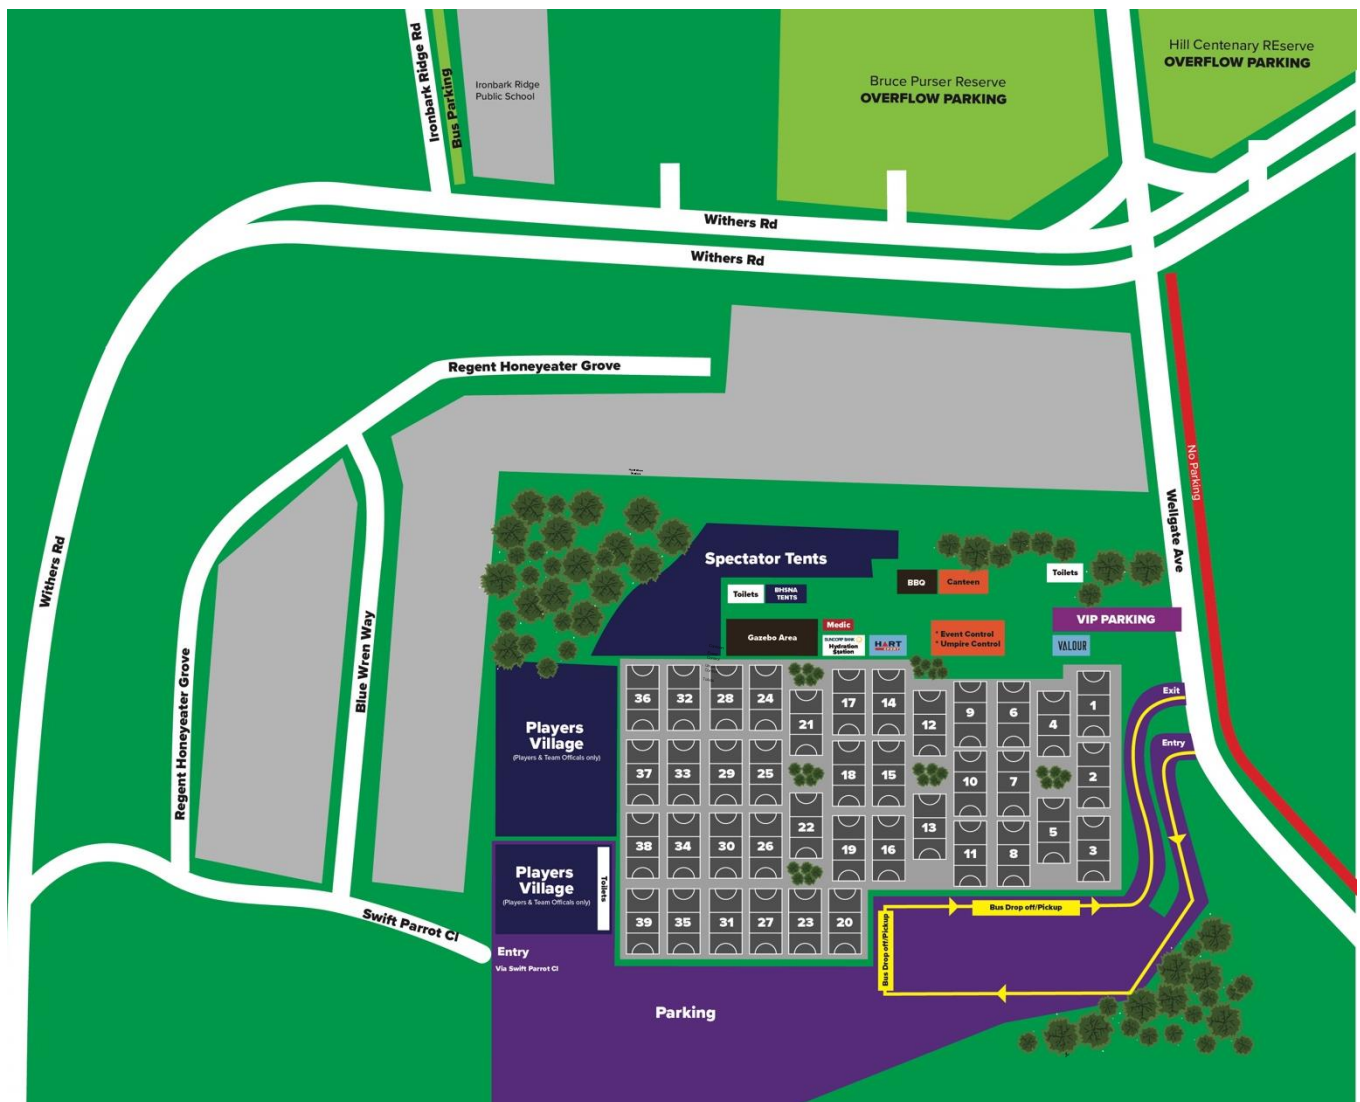 Ironbark Ridge Rd
Bus Parking
Ironbark Ridge
Public School
Bruce Purser Reserve
OVERFLOW PARKING
Hill Centenary REserve
OVERFLOW PARKING
Withers Rd
Withers Rd
Regent Honeyeater Grove
No Parking
Wellgate Ave
Withers Rd
Spectator Tents
Toilets
BHSNA
TENTS
BBQ
Canteen
Toilets
Gazebo Area
Medic
SUNCORP BANK
Hydration
Station
HART
SPORT
* Event Control
* Umpire Control
VIP PARKING
VALOUR
Regent Honeyeater Grove
Blue Wren Way
Players
Village
(Players & Team Officals only)
36
32
28
24
21
17
14
12
9
6
4
1
Exit
Entry
37
33
29
25
18
15
10
7
2
38
34
30
26
22
19
16
13
11
8
5
3
Players
Village
(Players & Team Officals only)
Toilets
39
35
31
27
23
20
Bus Drop off/Pickup
Bus Drop off/Pickup
Swift Parrot Cl
Entry
Via Swift Parrot Cl
Parking